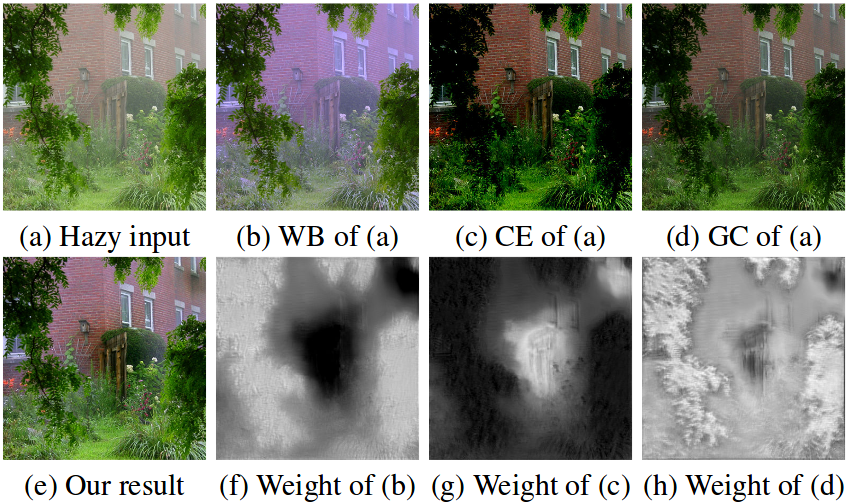 (a) Hazy input (b) WB of (a) (c) CE of (a) (d) GC of (a)
(e) Our result (f) Weight of (b) (g) Weight of (c) (h) Weight of (d)